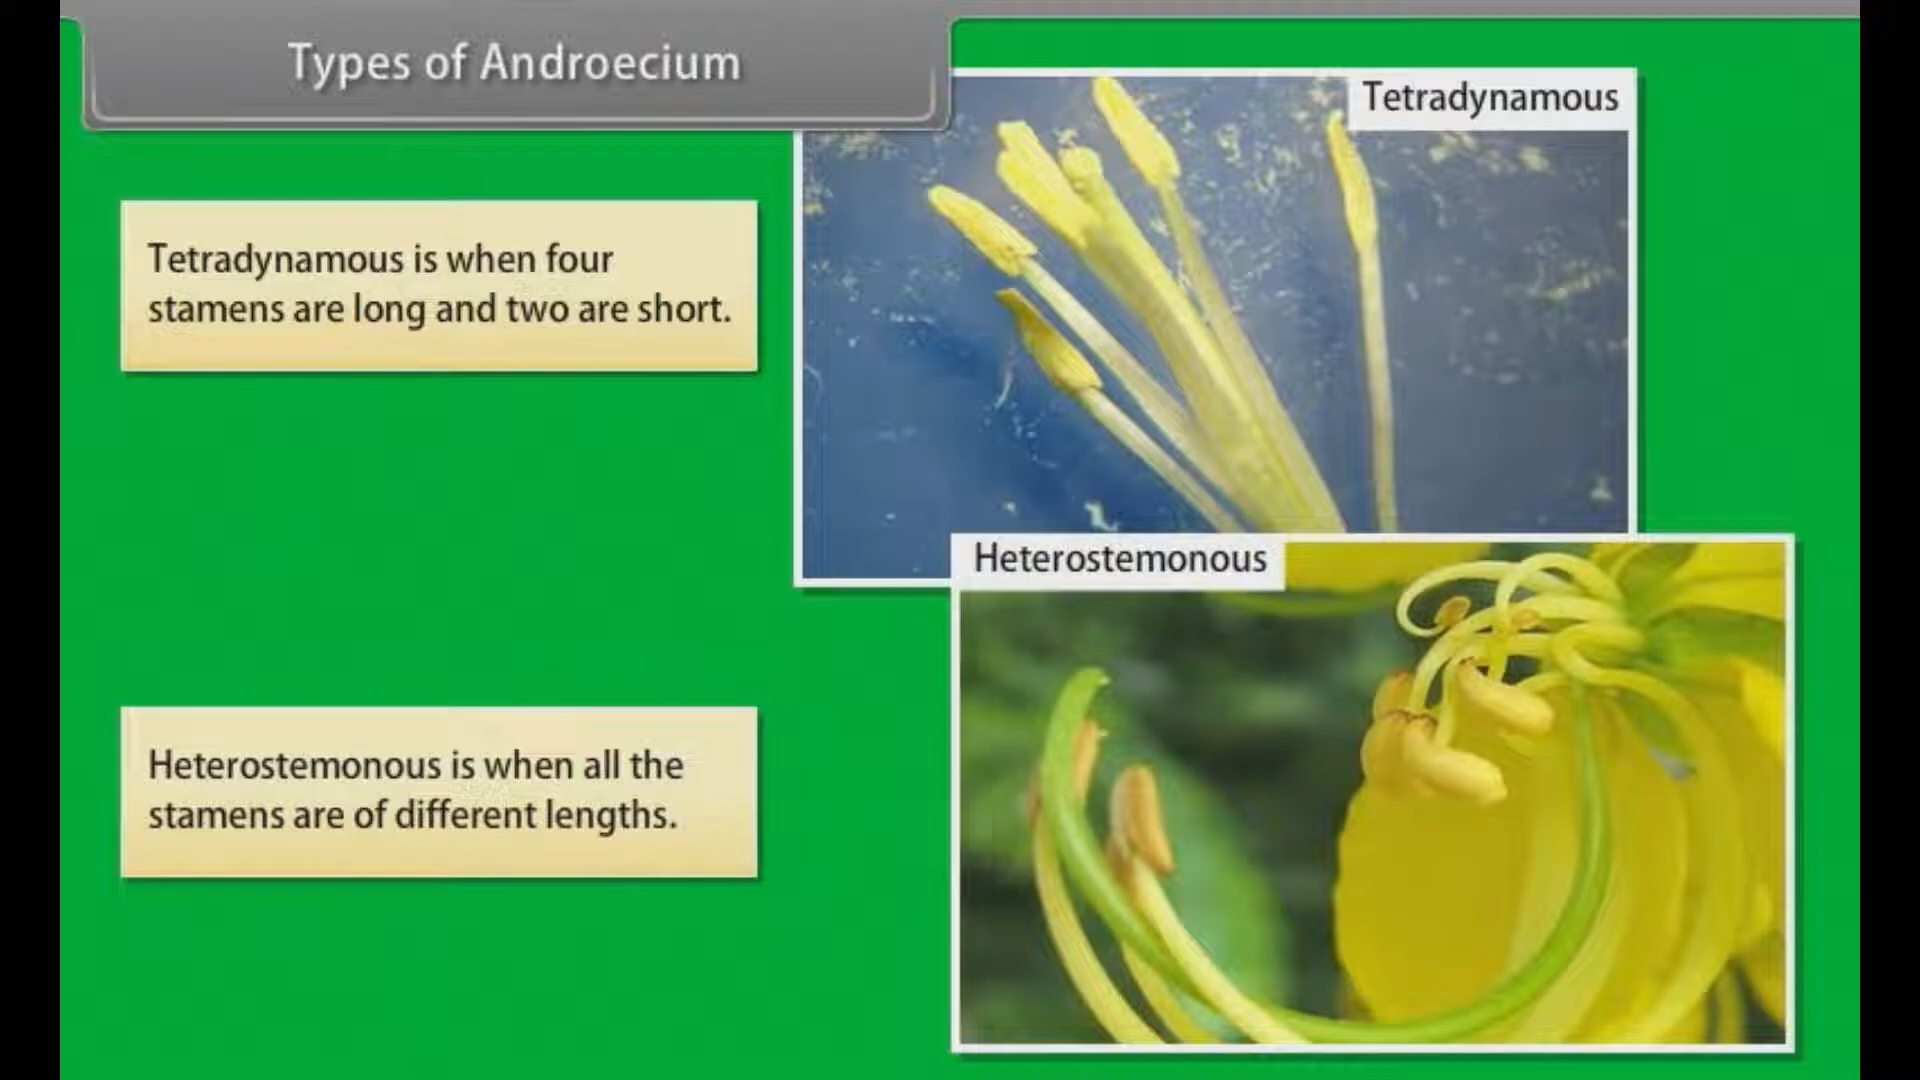 Types of Androecium
Tetradynamous
Tetradynamous is when four
stamens are long and two are short.
Heterostemonous
Heterostemonous is when all the
stamens are of different lengths.